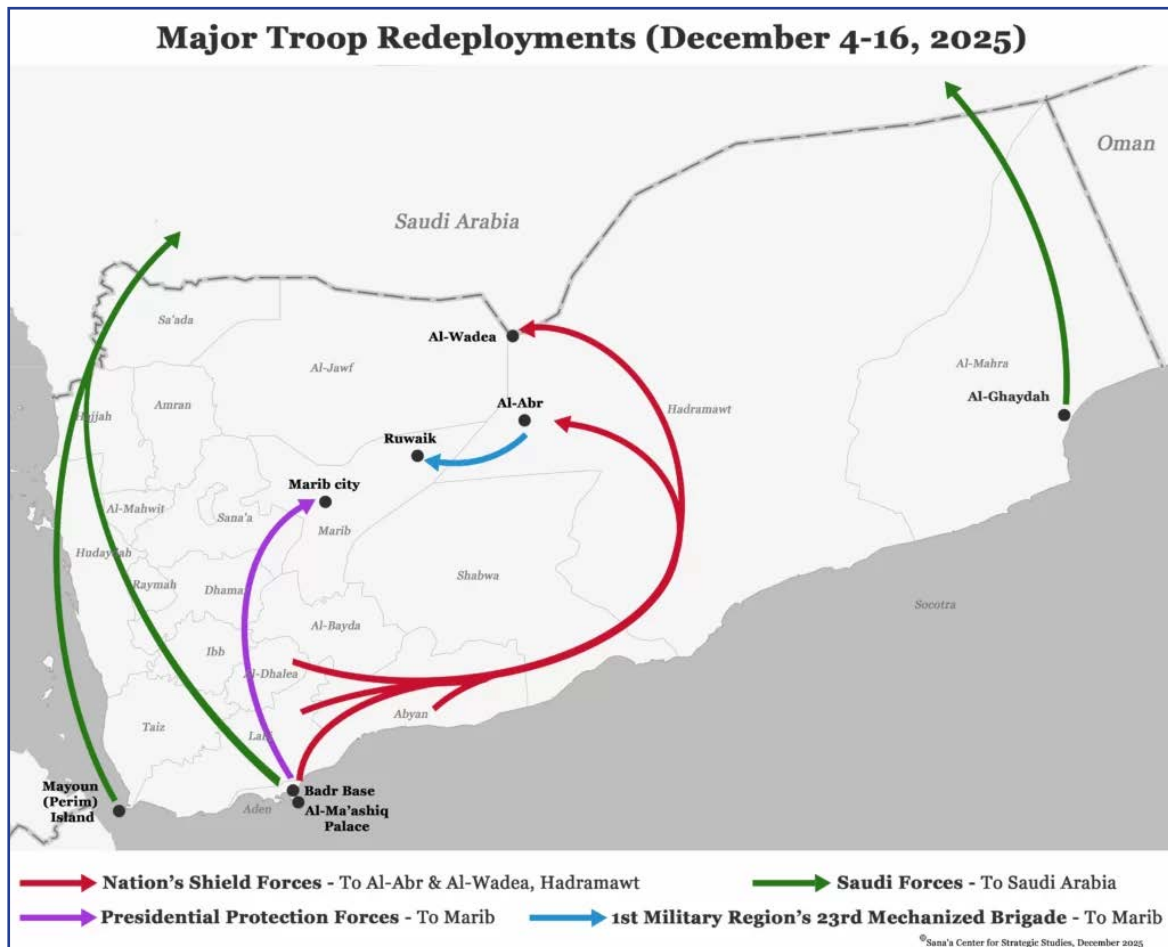 Major Troop Redeployments (December 4-16, 2025)
Oman
Saudi Arabia
Sa'ada
Al-Wadea
Al-Jawf
Al-Mahra
Amran
Hajjah
Al-Abr
Hadramawt
Al-Ghaydah
Ruwaik
Marib city
Al-Mahwit
Sana'a
Marib
Hudaydah
Raymah
Dhamar
Shabwa
Socotra
Al-Bayda
Ibb
Al-Dhalea
Abyan
Taiz
Lahj
Mayoun
(Perim)
Island
Badr Base
Aden
Al-Ma'ashiq
Palace
Nation's Shield Forces - To Al-Abr & Al-Wadea, Hadramawt
Saudi Forces - To Saudi Arabia
Presidential Protection Forces - To Marib
1st Military Region's 23rd Mechanized Brigade - To Marib
©Sana'a Center for Strategic Studies, December 2025